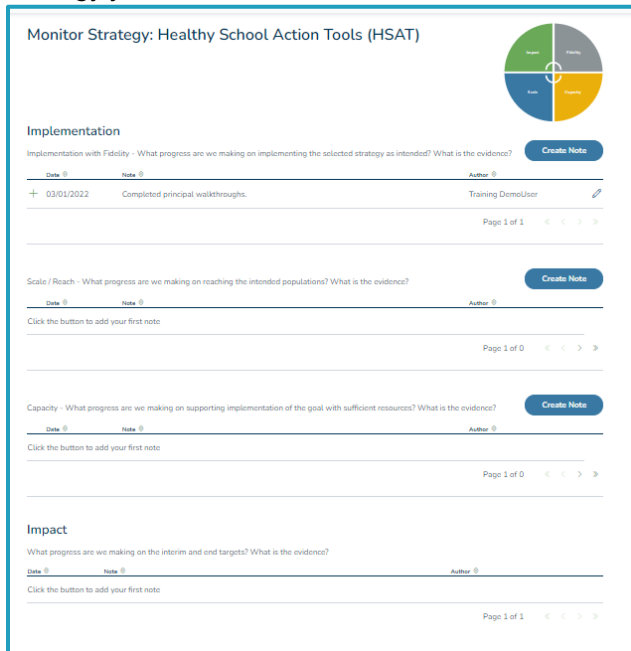 Monitor Strategy: Healthy School Action Tools (HSAT)
Impact
Fidelity
Scale
Capacity
Implementation
Implementation with Fidelity - What progress are we making on implementing the selected strategy as intended? What is the evidence?
Create Note
Date Note Author
+ 03/01/2022 Completed principal walkthroughs. Training DemoUser
Page 1 of 1 « < > »
Scale / Reach - What progress are we making on reaching the intended populations? What is the evidence?
Create Note
Date Note Author
Click the button to add your first note
Page 1 of 0 « < > »
Capacity - What progress are we making on supporting implementation of the goal with sufficient resources? What is the evidence?
Create Note
Date Note Author
Click the button to add your first note
Page 1 of 0 « < > »
Impact
What progress are we making on the interim and end targets? What is the evidence?
Date Note Author
Click the button to add your first note
Page 1 of 1 « < > »